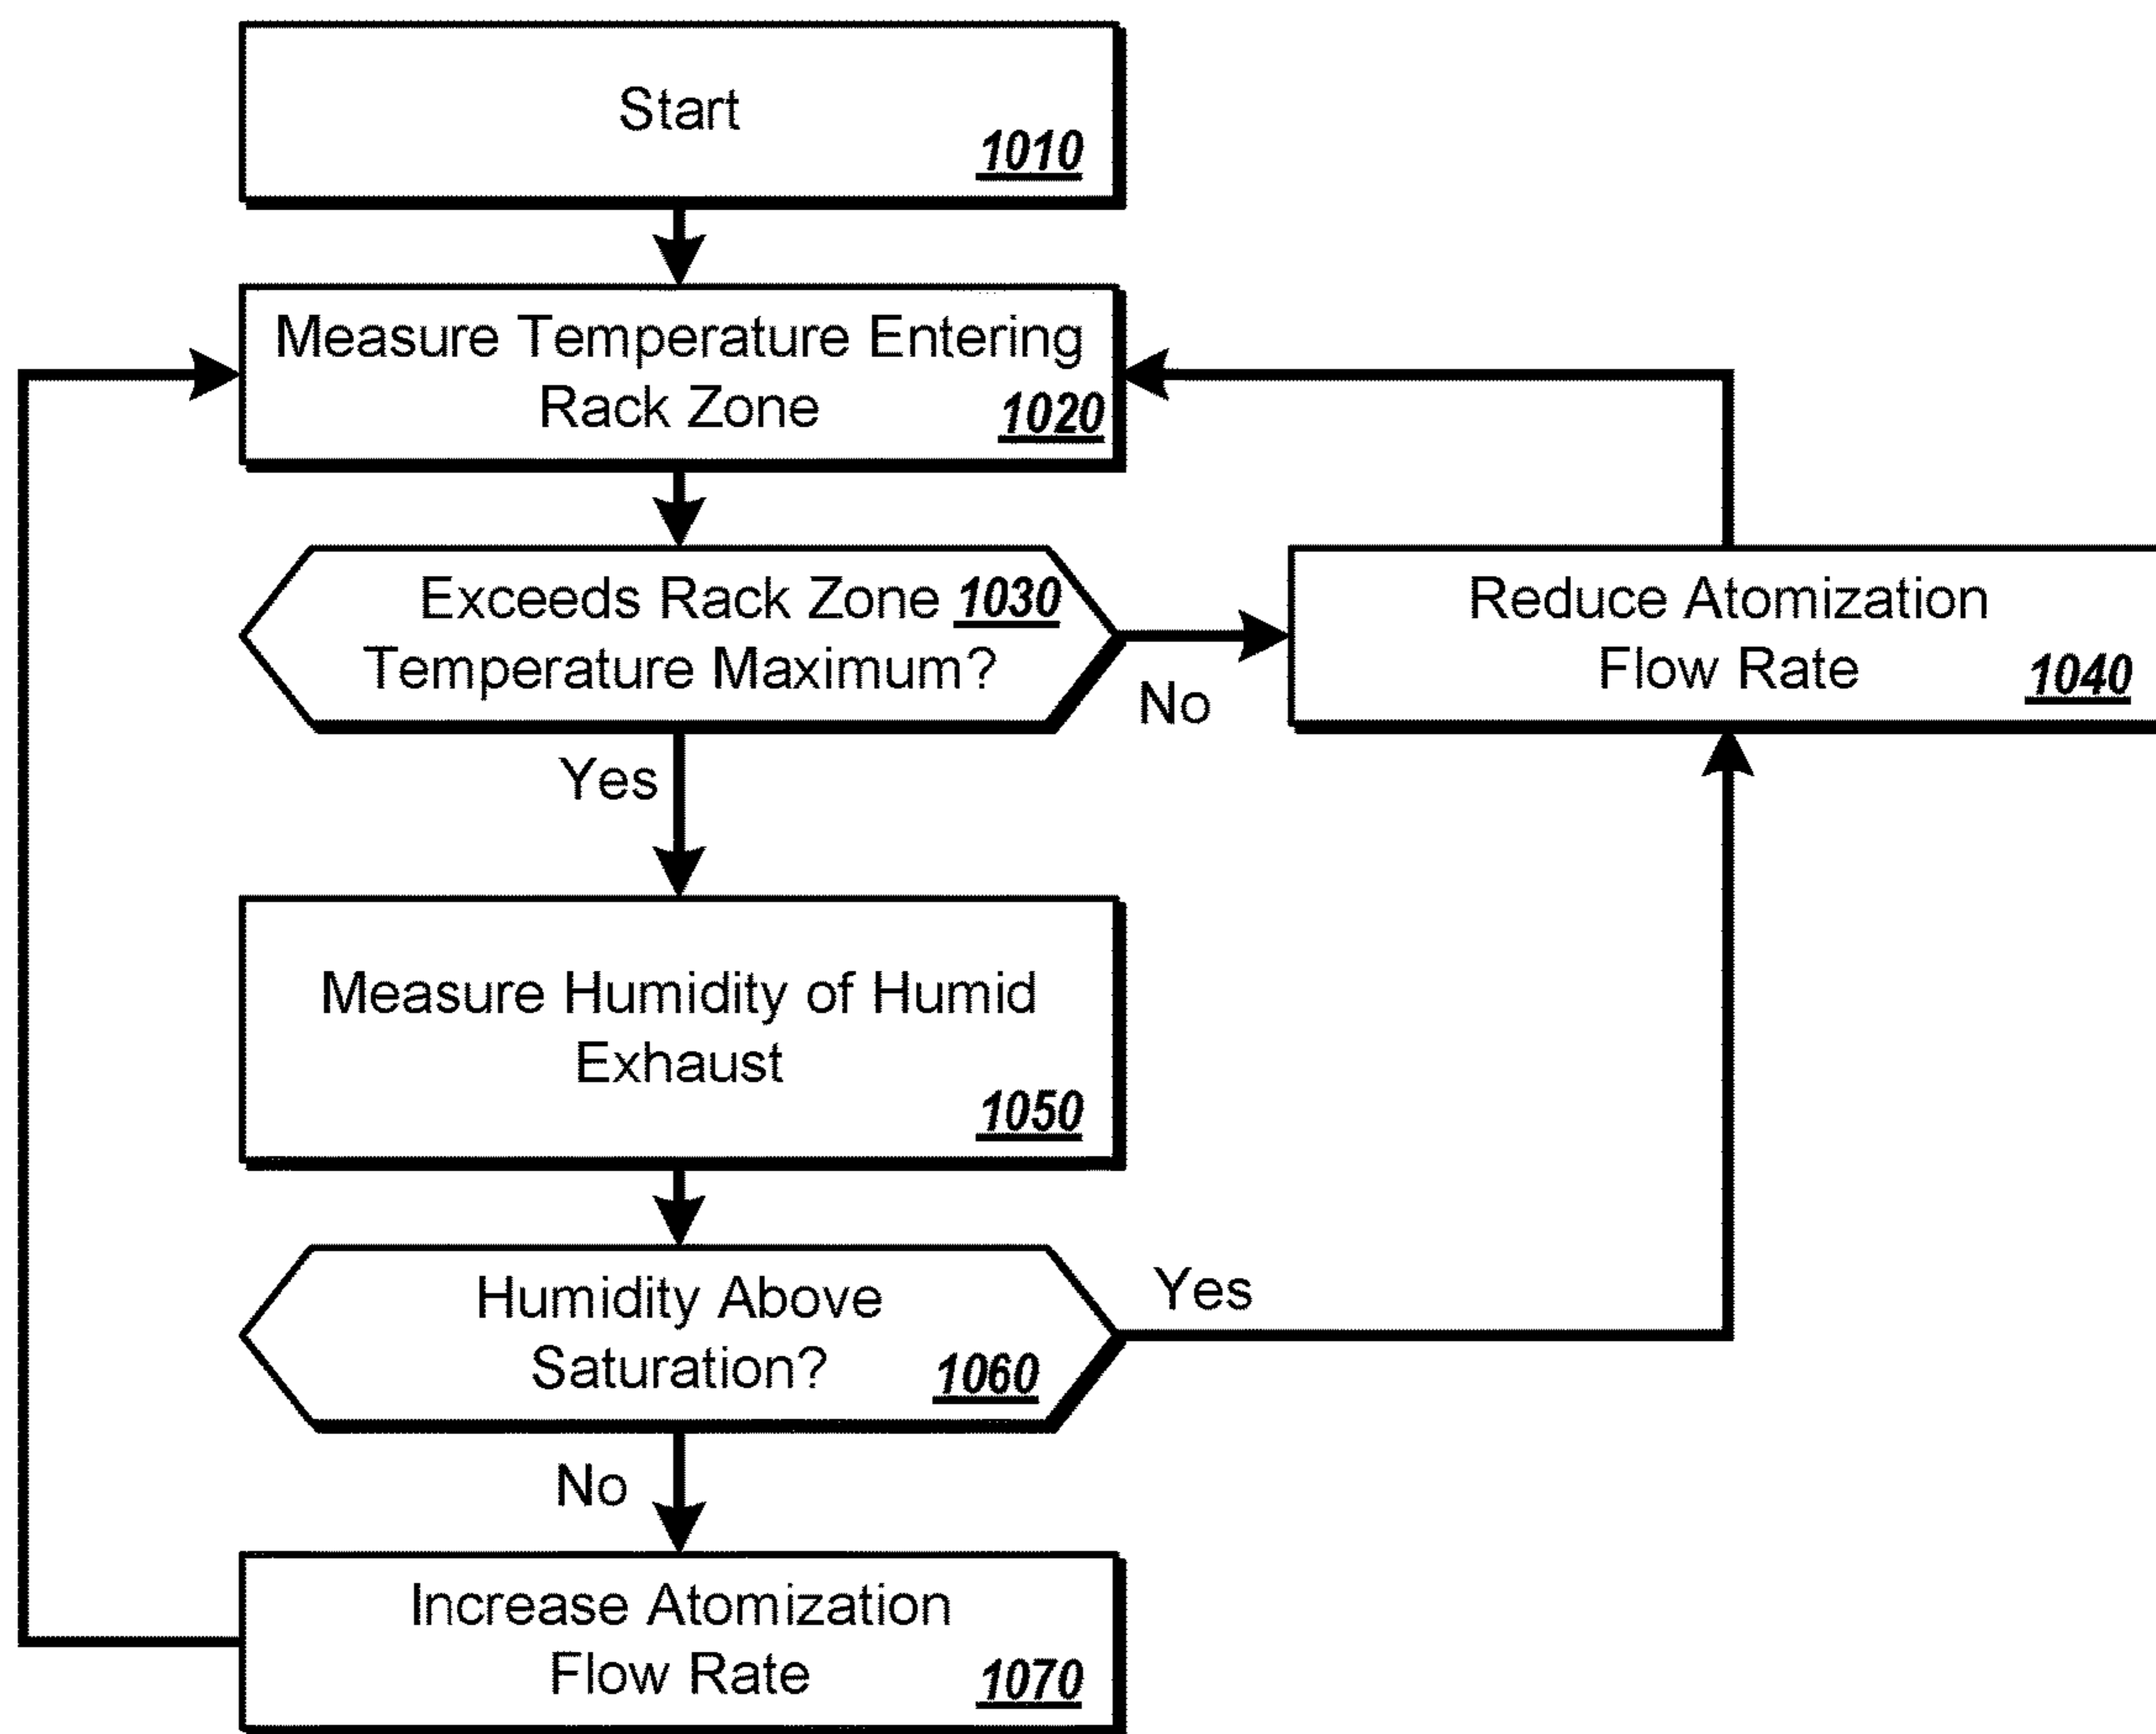 Start
1010
Measure Temperature Entering
Rack Zone 1020
Exceeds Rack Zone 1030
Temperature Maximum?
No
Reduce Atomization
Flow Rate 1040
Yes
Measure Humidity of Humid
Exhaust
1050
Humidity Above
Saturation? 1060
Yes
No
Increase Atomization
Flow Rate 1070